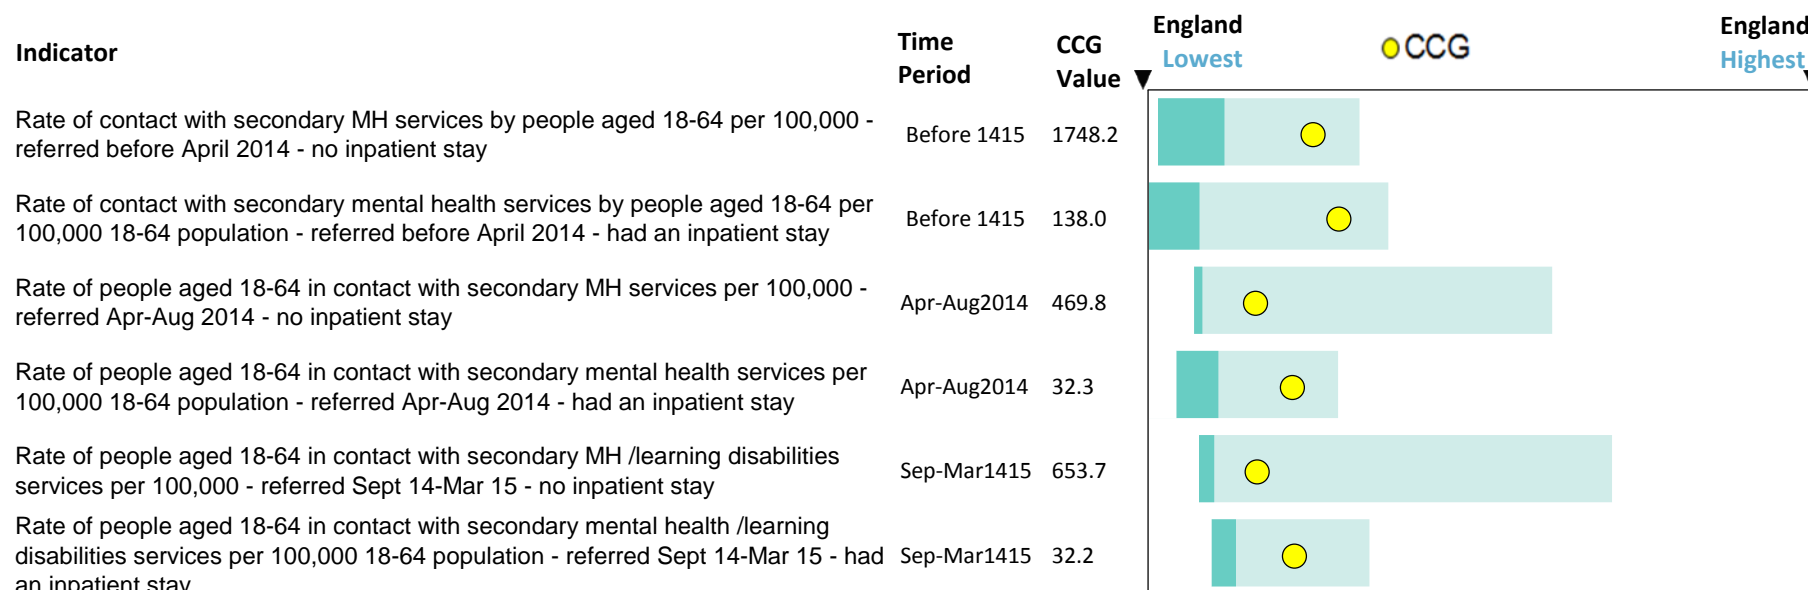 Indicator
Time Period
CCG Value
England Lowest
CCG
England Highest
Rate of contact with secondary MH services by people aged 18-64 per 100,000 -
referred before April 2014 - no inpatient stay
Before 1415
1748.2
Rate of contact with secondary mental health services by people aged 18-64 per
100,000 18-64 population - referred before April 2014 - had an inpatient stay
Before 1415
138.0
Rate of people aged 18-64 in contact with secondary MH services per 100,000 -
referred Apr-Aug 2014 - no inpatient stay
Apr-Aug2014
469.8
Rate of people aged 18-64 in contact with secondary mental health services per
100,000 18-64 population - referred Apr-Aug 2014 - had an inpatient stay
Apr-Aug2014
32.3
Rate of people aged 18-64 in contact with secondary MH /learning disabilities
services per 100,000 - referred Sept 14-Mar 15 - no inpatient stay
Sep-Mar1415
653.7
Rate of people aged 18-64 in contact with secondary mental health /learning
disabilities services per 100,000 18-64 population - referred Sept 14-Mar 15 - had
an inpatient stay
Sep-Mar1415
32.2